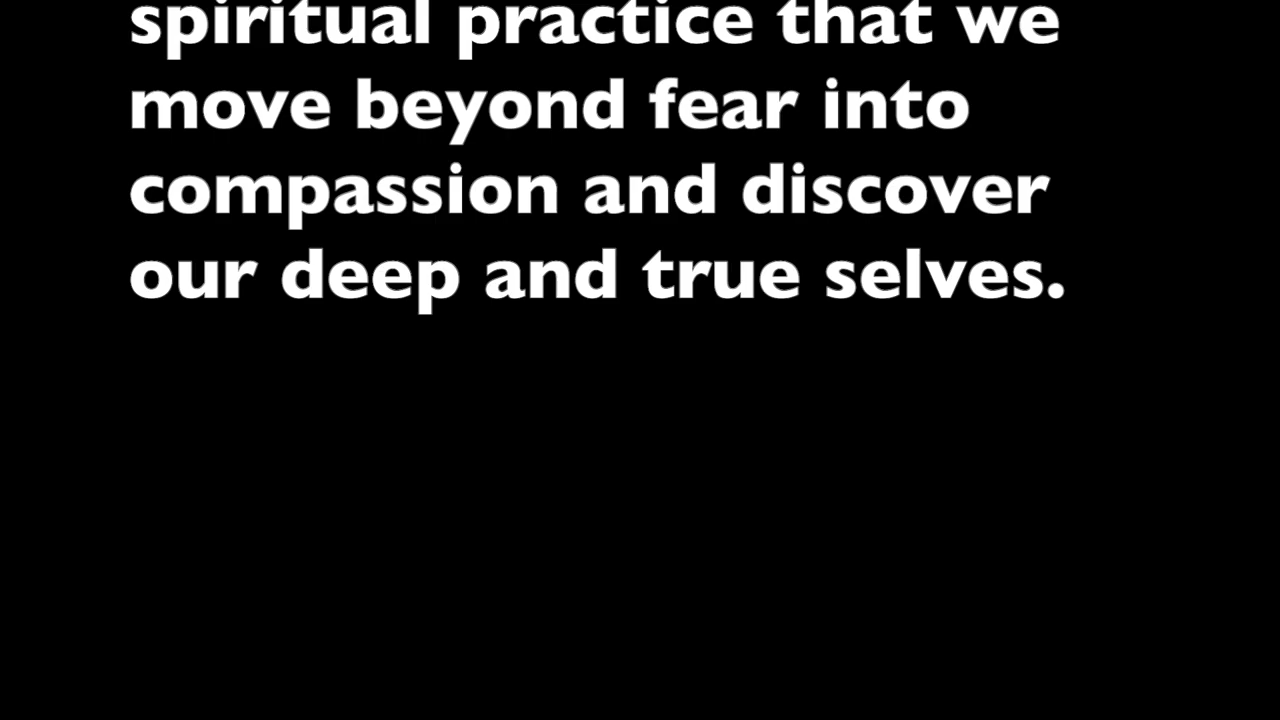 spiritual practice that we
move beyond fear into
compassion and discover
our deep and true selves.